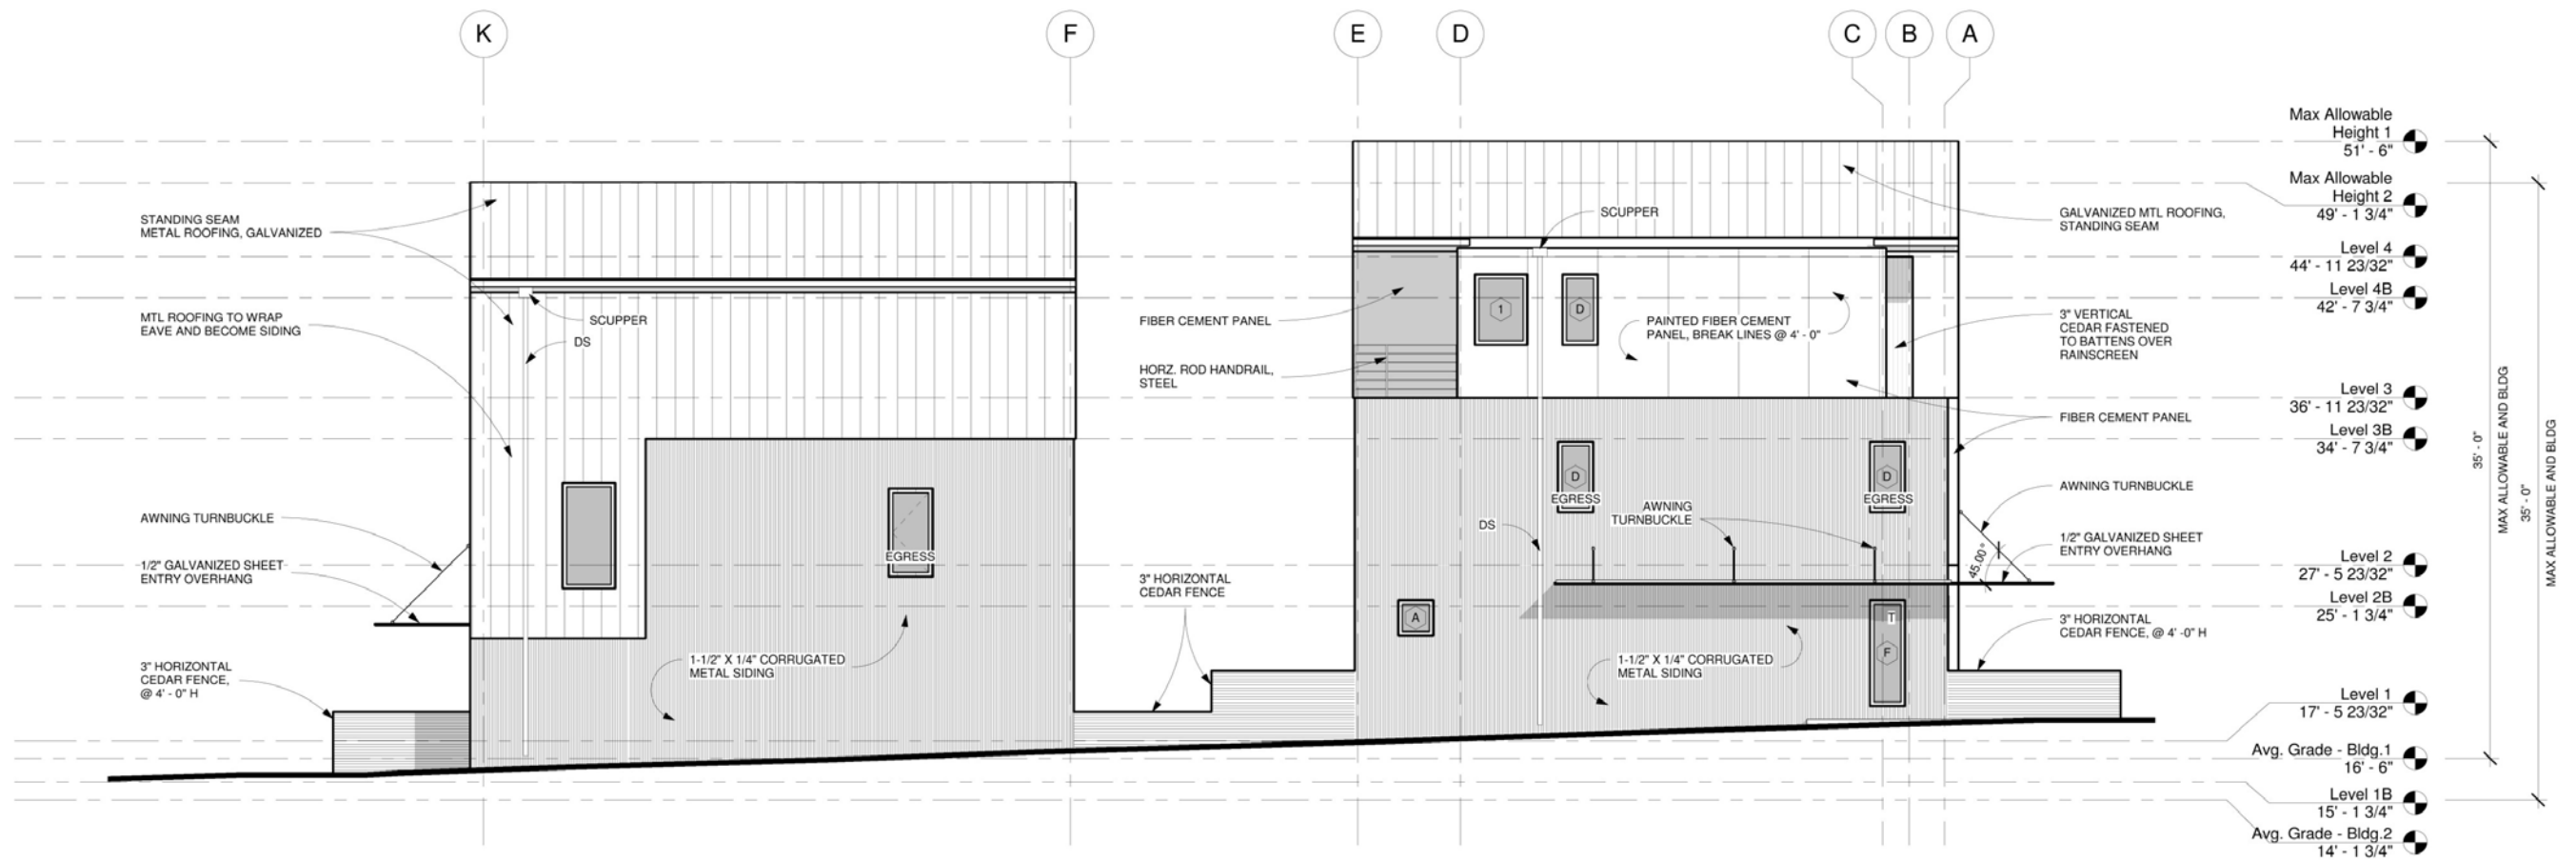 K
F
E
D
C
B
A
STANDING SEAM
METAL ROOFING, GALVANIZED
MTL ROOFING TO WRAP
EAVE AND BECOME SIDING
SCUPPER
DS
AWNING TURNBUCKLE
1/2" GALVANIZED SHEET
ENTRY OVERHANG
3" HORIZONTAL
CEDAR FENCE,
@ 4' - 0" H
EGRESS
1-1/2" X 1/4" CORRUGATED
METAL SIDING
FIBER CEMENT PANEL
HORZ. ROD HANDRAIL,
STEEL
3" HORIZONTAL
CEDAR FENCE
SCUPPER
1
D
PAINTED FIBER CEMENT
PANEL, BREAK LINES @ 4' - 0"
D
EGRESS
D
EGRESS
AWNING
TURNBUCKLE
DS
A
T
F
1-1/2" X 1/4" CORRUGATED
METAL SIDING
GALVANIZED MTL ROOFING,
STANDING SEAM
3" VERTICAL
CEDAR FASTENED
TO BATTENS OVER
RAINSCREEN
FIBER CEMENT PANEL
AWNING TURNBUCKLE
1/2" GALVANIZED SHEET
ENTRY OVERHANG
45.00°
3" HORIZONTAL
CEDAR FENCE, @ 4' -0" H
Max Allowable
Height 1
51' - 6"
Max Allowable
Height 2
49' - 1 3/4"
Level 4
44' - 11 23/32"
Level 4B
42' - 7 3/4"
Level 3
36' - 11 23/32"
Level 3B
34' - 7 3/4"
Level 2
27' - 5 23/32"
Level 2B
25' - 1 3/4"
Level 1
17' - 5 23/32"
Avg. Grade - Bldg.1
16' - 6"
Level 1B
15' - 1 3/4"
Avg. Grade - Bldg.2
14' - 1 3/4"
35' - 0"
MAX ALLOWABLE AND BLDG
35' - 0"
MAX ALLOWABLE AND BLDG